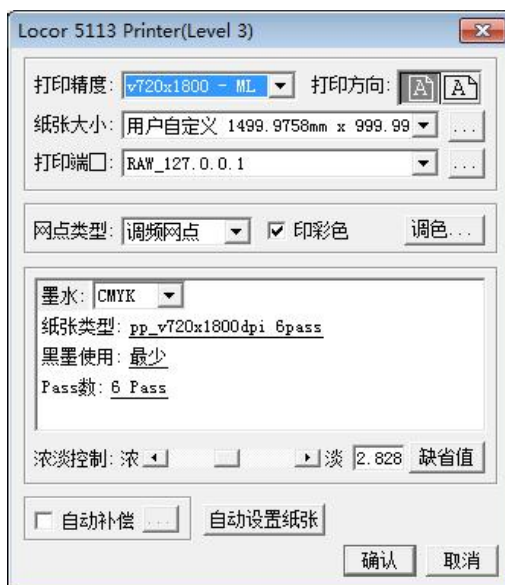 Locor 5113 Printer(Level 3)
打印精度: v720x1800 - ML 打印方向: A A
纸张大小: 用户自定义 1499.9758mm x 999.99 ...
打印端口: RAW_127.0.0.1 ...
网点类型: 调频网点 印彩色 调色...
墨水: CMYK
纸张类型: pp_v720x1800dpi 6pass
黑墨使用: 最少
Pass数: 6 Pass
浓淡控制: 浓 淡 2.828 缺省值
自动补偿 ... 自动设置纸张
确认 取消